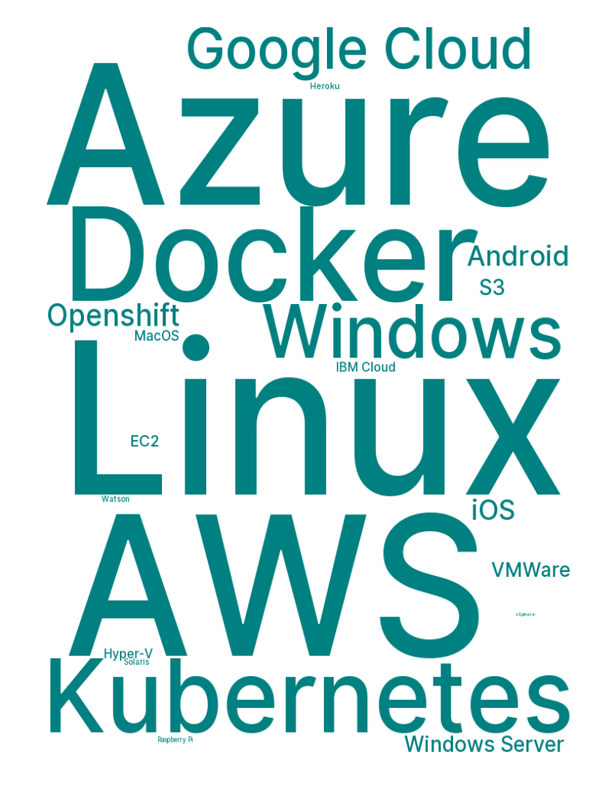 Google Cloud
Heroku
Azure
Docker
Android
S3
Openshift
Windows
MacOS
IBM Cloud
Linux
EC2
Watson
iOS
AWS
VMWare
vSphere
Hyper-V
Solaris
Kubernetes
Raspberry Pi
Windows Server